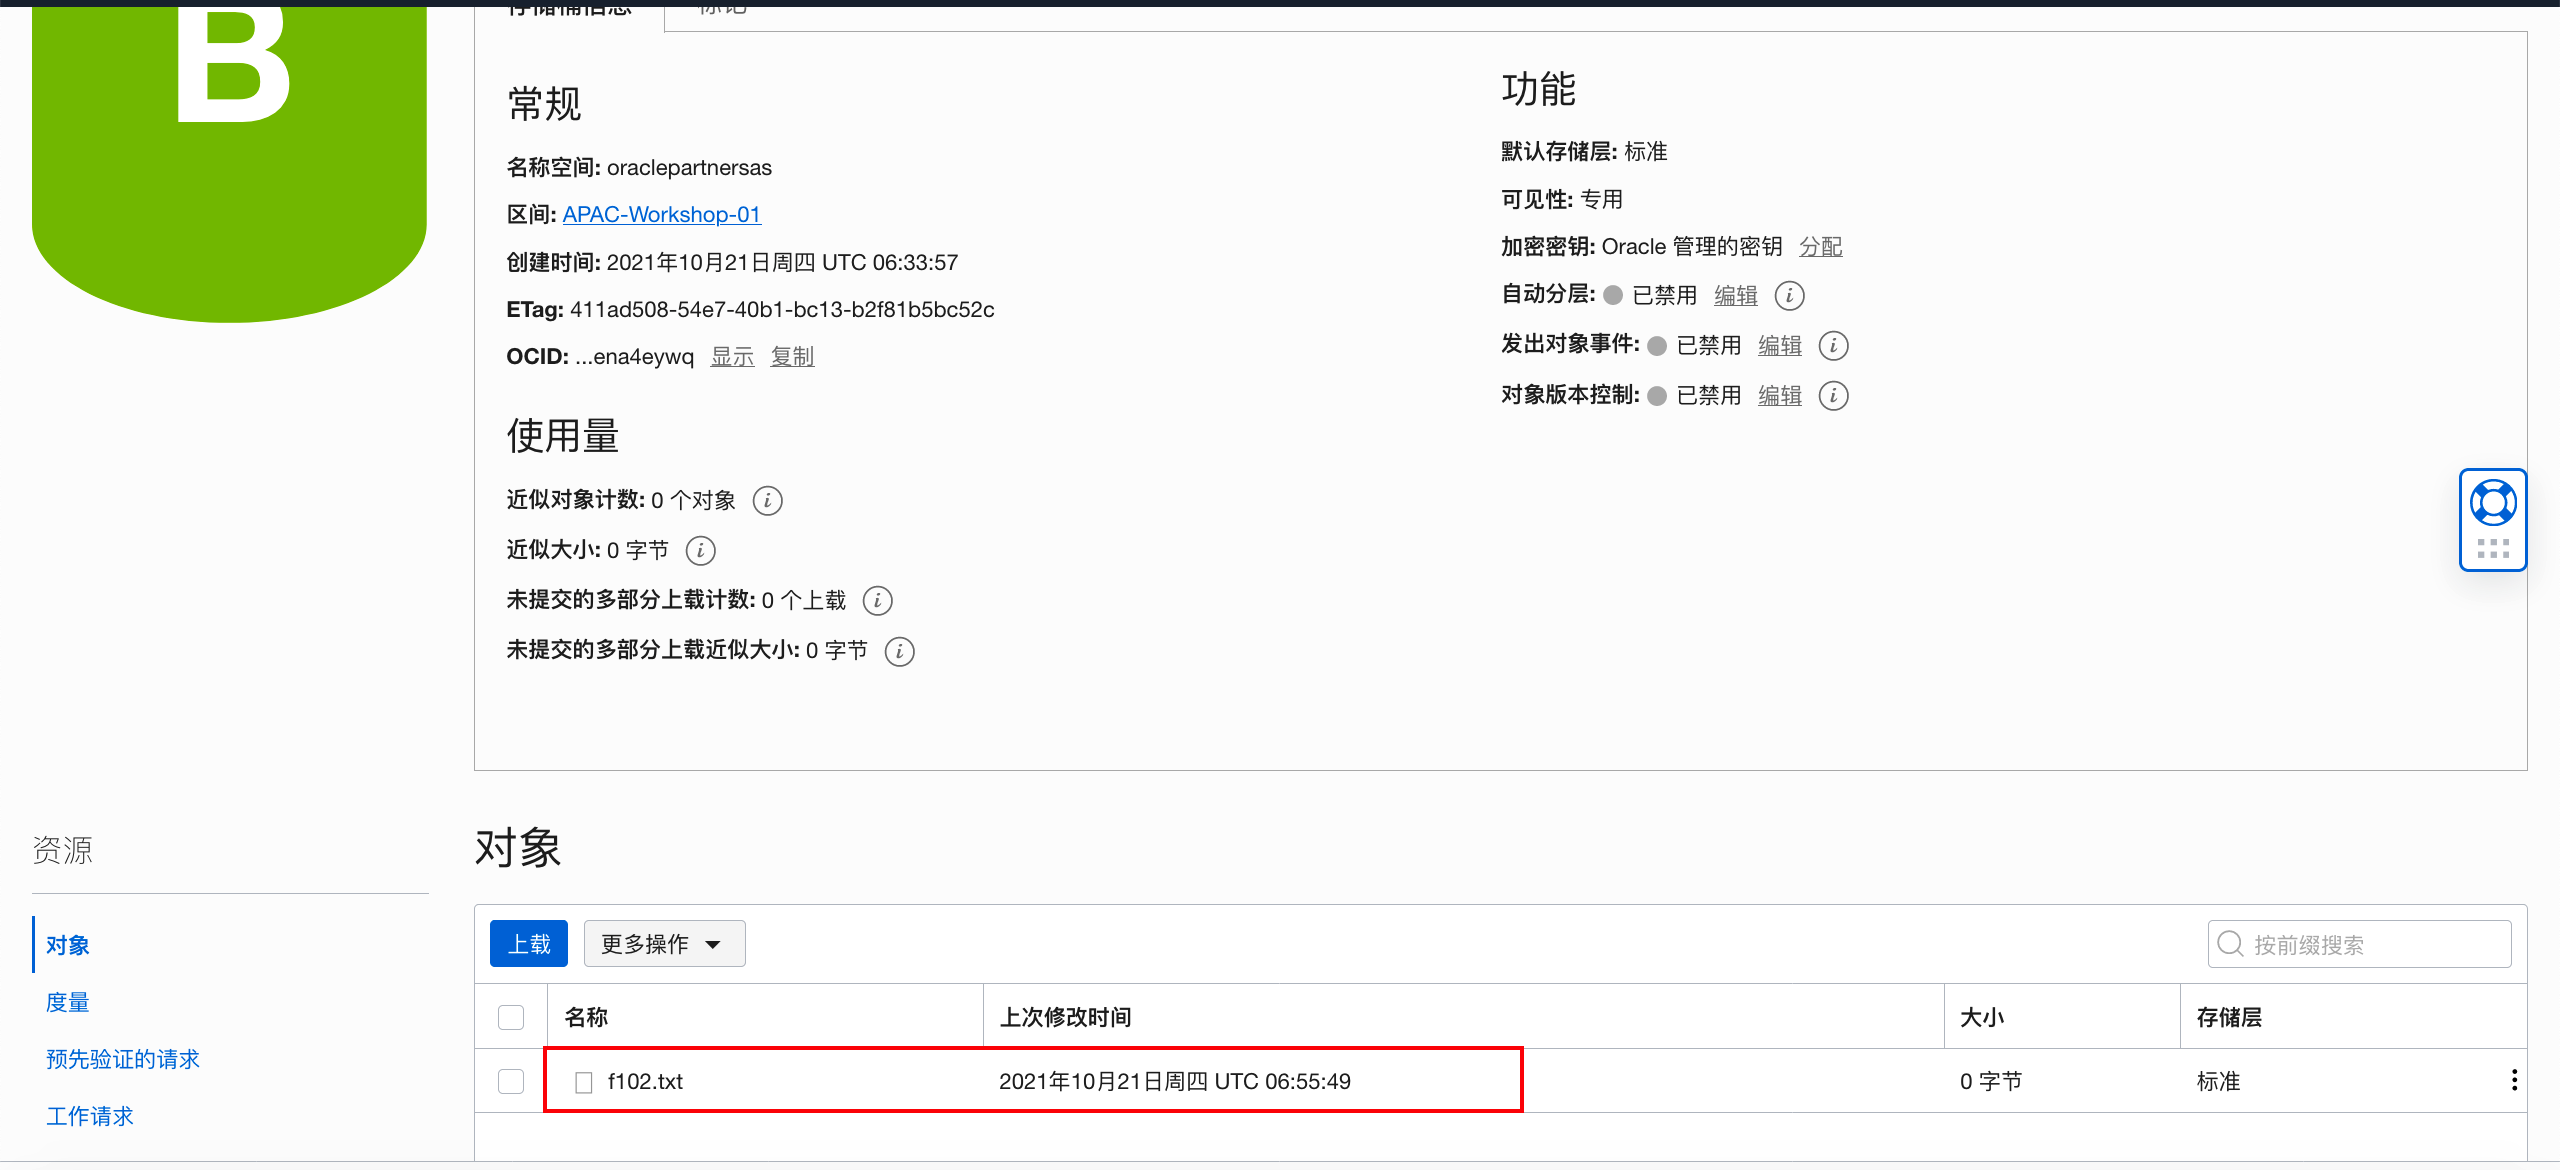 B
存储桶信息
标记
常规
名称空间: oraclepartnersas
区间: APAC-Workshop-01
创建时间: 2021年10月21日周四 UTC 06:33:57
ETag: 411ad508-54e7-40b1-bc13-b2f81b5bc52c
OCID: ...ena4eywq 显示 复制
使用量
近似对象计数: 0 个对象
近似大小: 0 字节
未提交的多部分上载计数: 0 个上载
未提交的多部分上载近似大小: 0 字节
功能
默认存储层: 标准
可见性: 专用
加密密钥: Oracle 管理的密钥 分配
自动分层: 已禁用 编辑
发出对象事件: 已禁用 编辑
对象版本控制: 已禁用 编辑
资源
对象
度量
预先验证的请求
工作请求
对象
上载 更多操作 按前缀搜索
名称 上次修改时间 大小 存储层
f102.txt 2021年10月21日周四 UTC 06:55:49 0 字节 标准